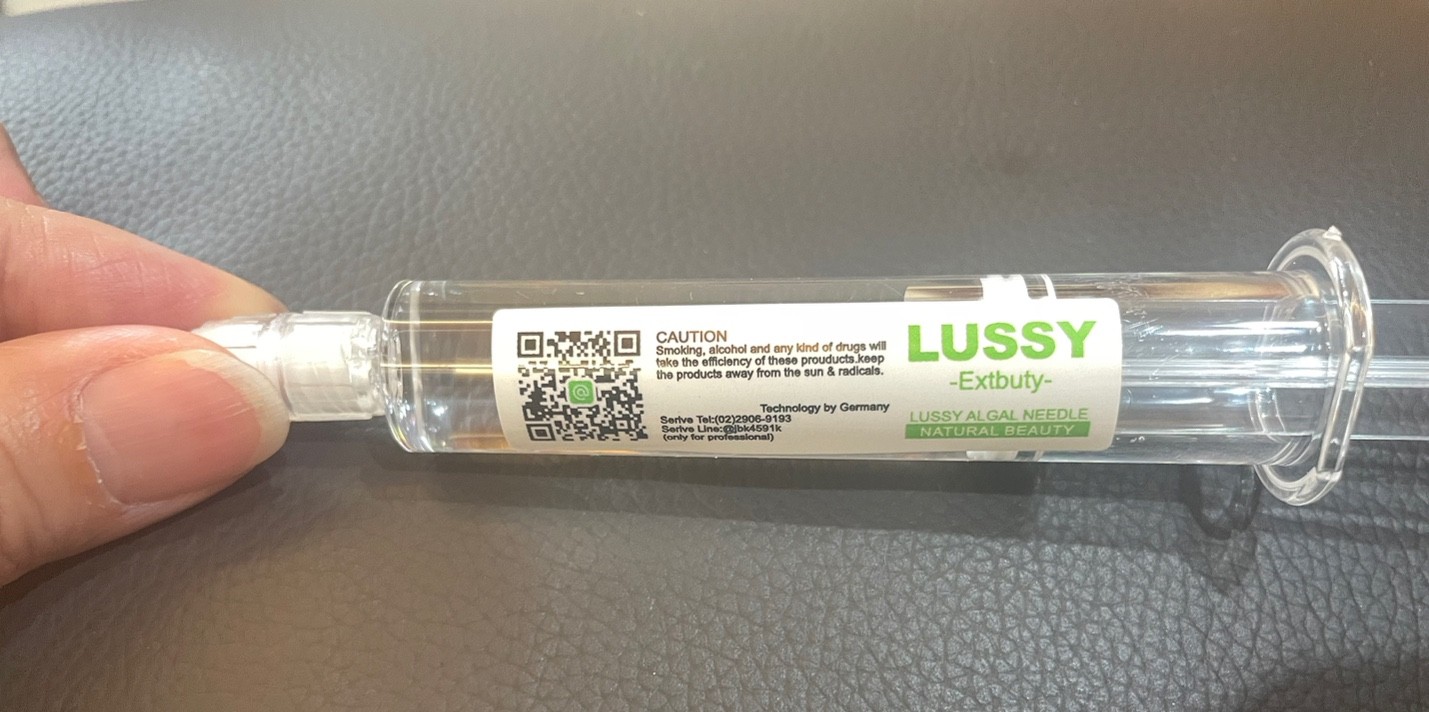 CAUTION
Smoking, alcohol and any kind of drugs will
take the efficiency of these prouducts.keep
the products away from the sun & radicals.
Technology by Germany
Serive Tel:(02)2906-9193
Serive Line:@jbk4591k
(only for professional)
LUSSY
-Extbuty-
LUSSY ALGAL NEEDLE
NATURAL BEAUTY